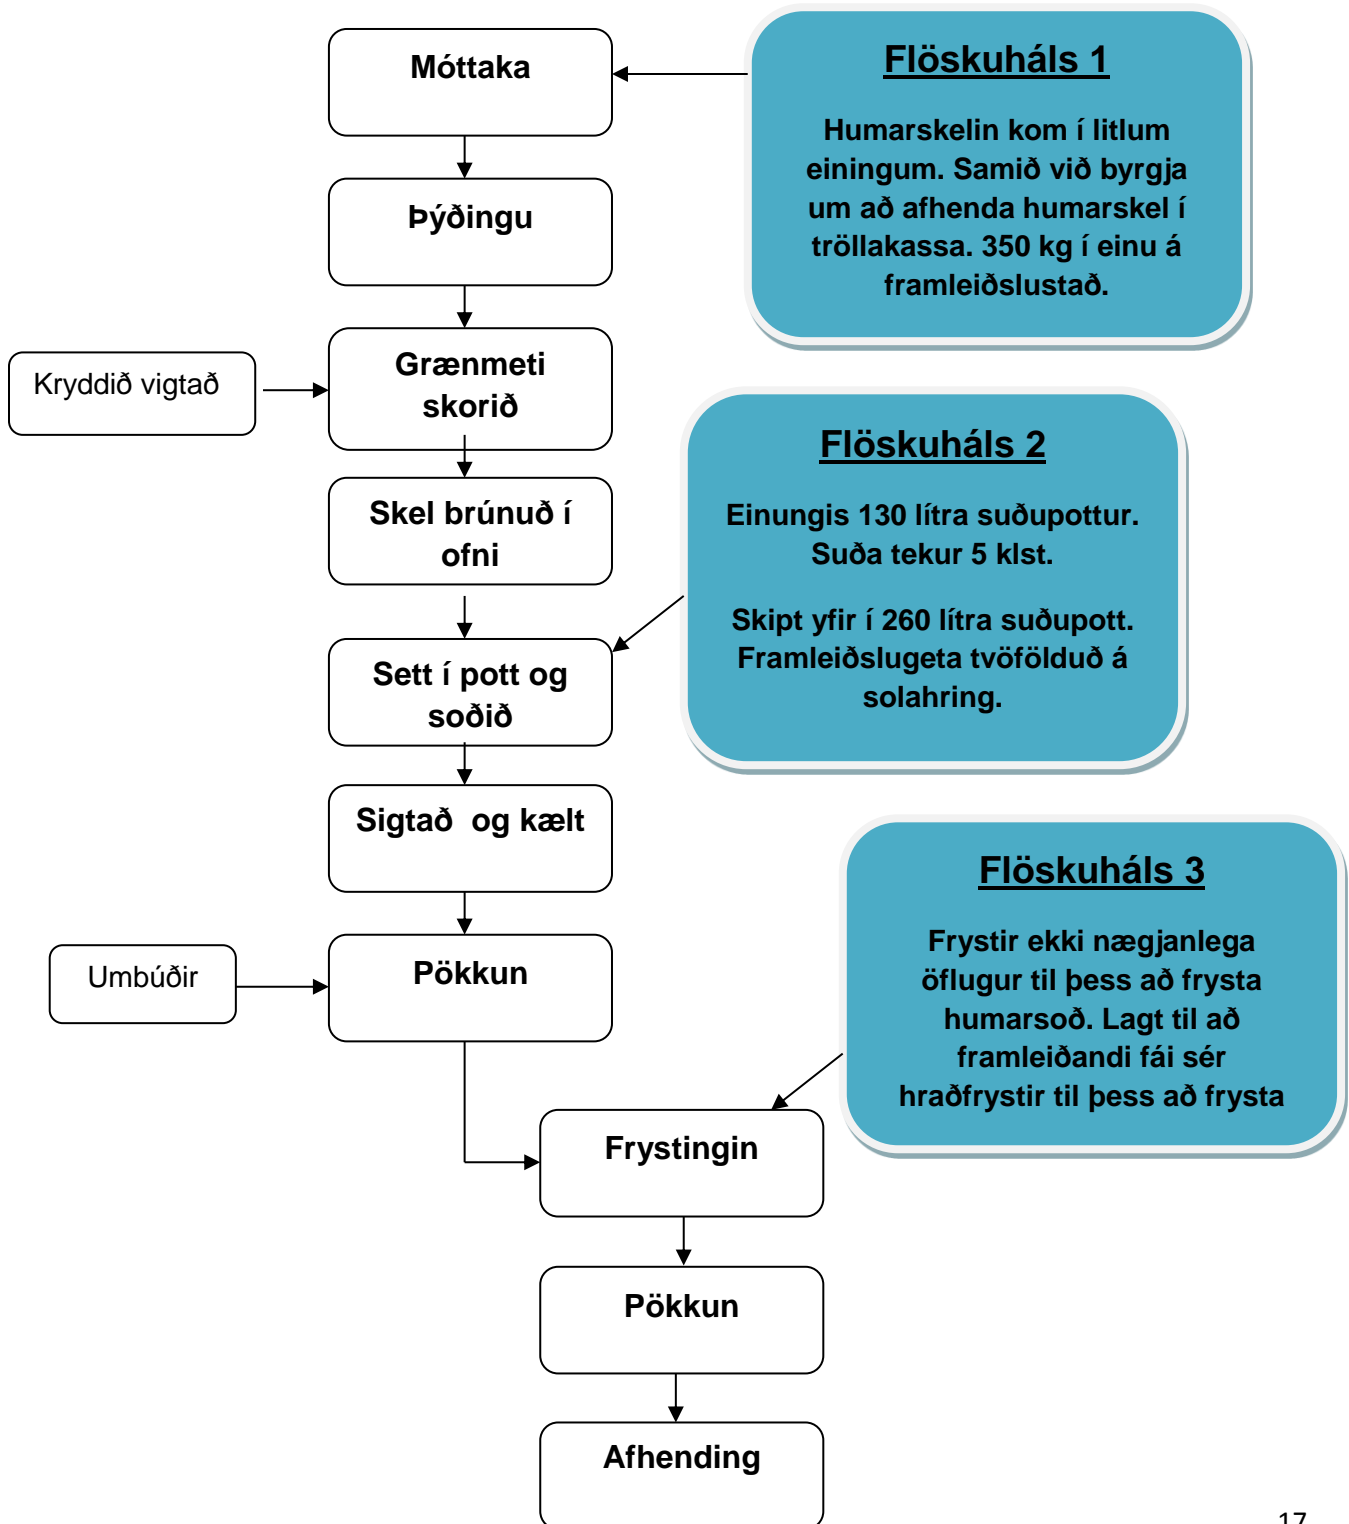 Móttaka
Flöskuháls 1
Humarskelin kom í litlum
einingum. Samið við byrgja
um að afhenda humarskel í
tröllakassa. 350 kg í einu á
framleiðslustað.
Þýðingu
Kryddið vigtað
Grænmeti
skorið
Flöskuháls 2
Einungis 130 lítra suðupottur.
Suða tekur 5 klst.
Skipt yfir í 260 lítra suðupott.
Framleiðslugeta tvöfölduð á
solahring.
Skel brúnuð í
ofni
Sett í pott og
soðið
Sigtað og kælt
Flöskuháls 3
Frystir ekki nægjanlega
öflugur til þess að frysta
humarsoð. Lagt til að
framleiðandi fái sér
hraðfrystir til þess að frysta
Umbúðir
Pökkun
Frystingin
Pökkun
Afhending
17